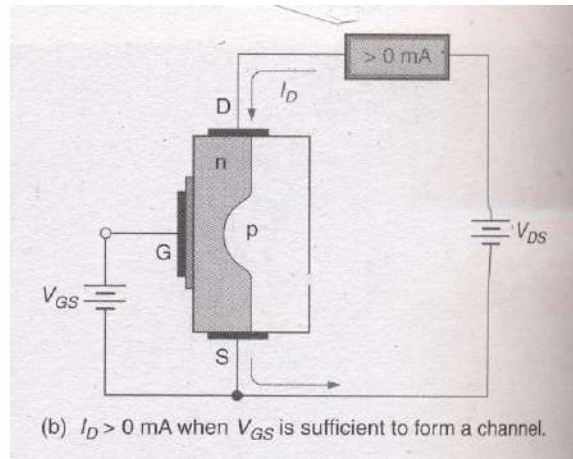 > 0 mA
I_D
D
n
p
G
V_DS
V_GS
S
(b) I_D > 0 mA when V_GS is sufficient to form a channel.